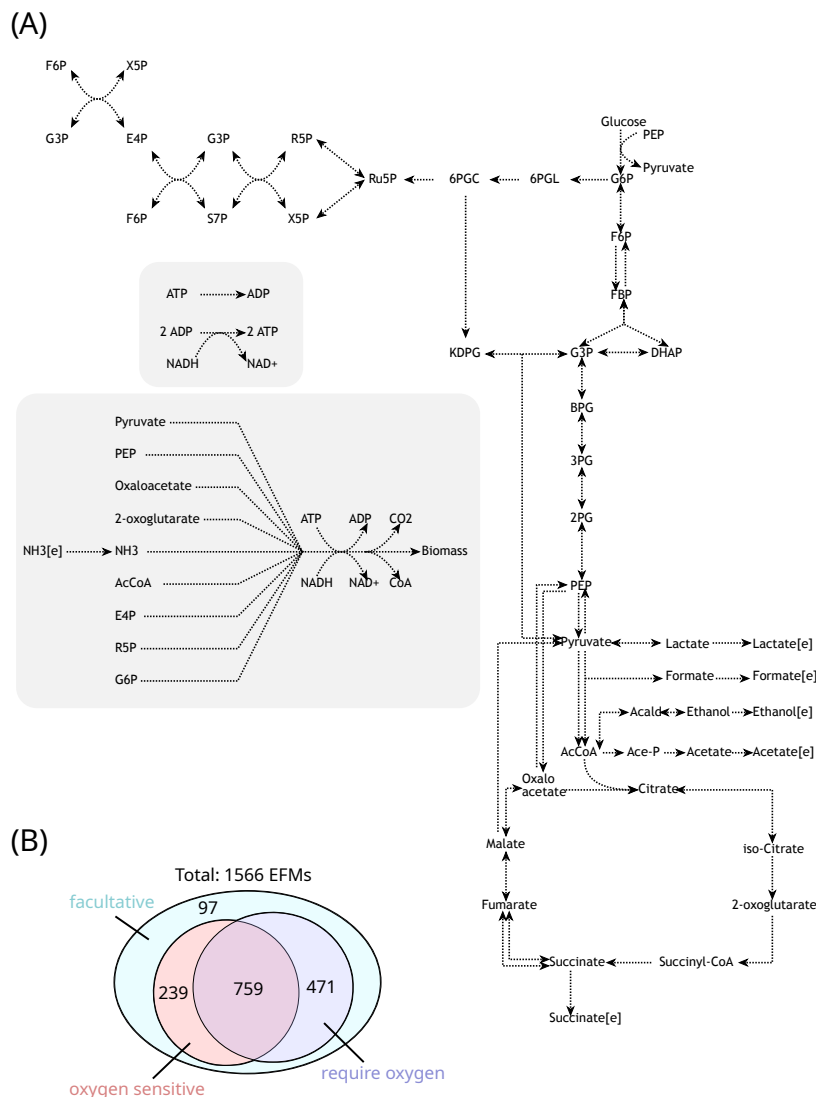 (A)
F6P X5P
G3P E4P G3P R5P
F6P S7P X5P
Ru5P 6PGC 6PGL G6P
Glucose
PEP
Pyruvate
F6P
FBP
KDPG G3P DHAP
BPG
3PG
2PG
PEP
Pyruvate Lactate Lactate[e]
Formate Formate[e]
Acald Ethanol Ethanol[e]
AcCoA Ace-P Acetate Acetate[e]
Oxalo
acetate Citrate
Malate iso-Citrate
Fumarate 2-oxoglutarate
Succinate Succinyl-CoA
Succinate[e]
ATP ADP
2 ADP 2 ATP
NADH NAD+
Pyruvate
PEP
Oxaloacetate
2-oxoglutarate ATP ADP CO2
NH3[e] NH3 Biomass
AcCoA NADH NAD+ CoA
E4P
R5P
G6P
(B)
Total: 1566 EFMs
facultative
97
239 759 471
require oxygen
oxygen sensitive